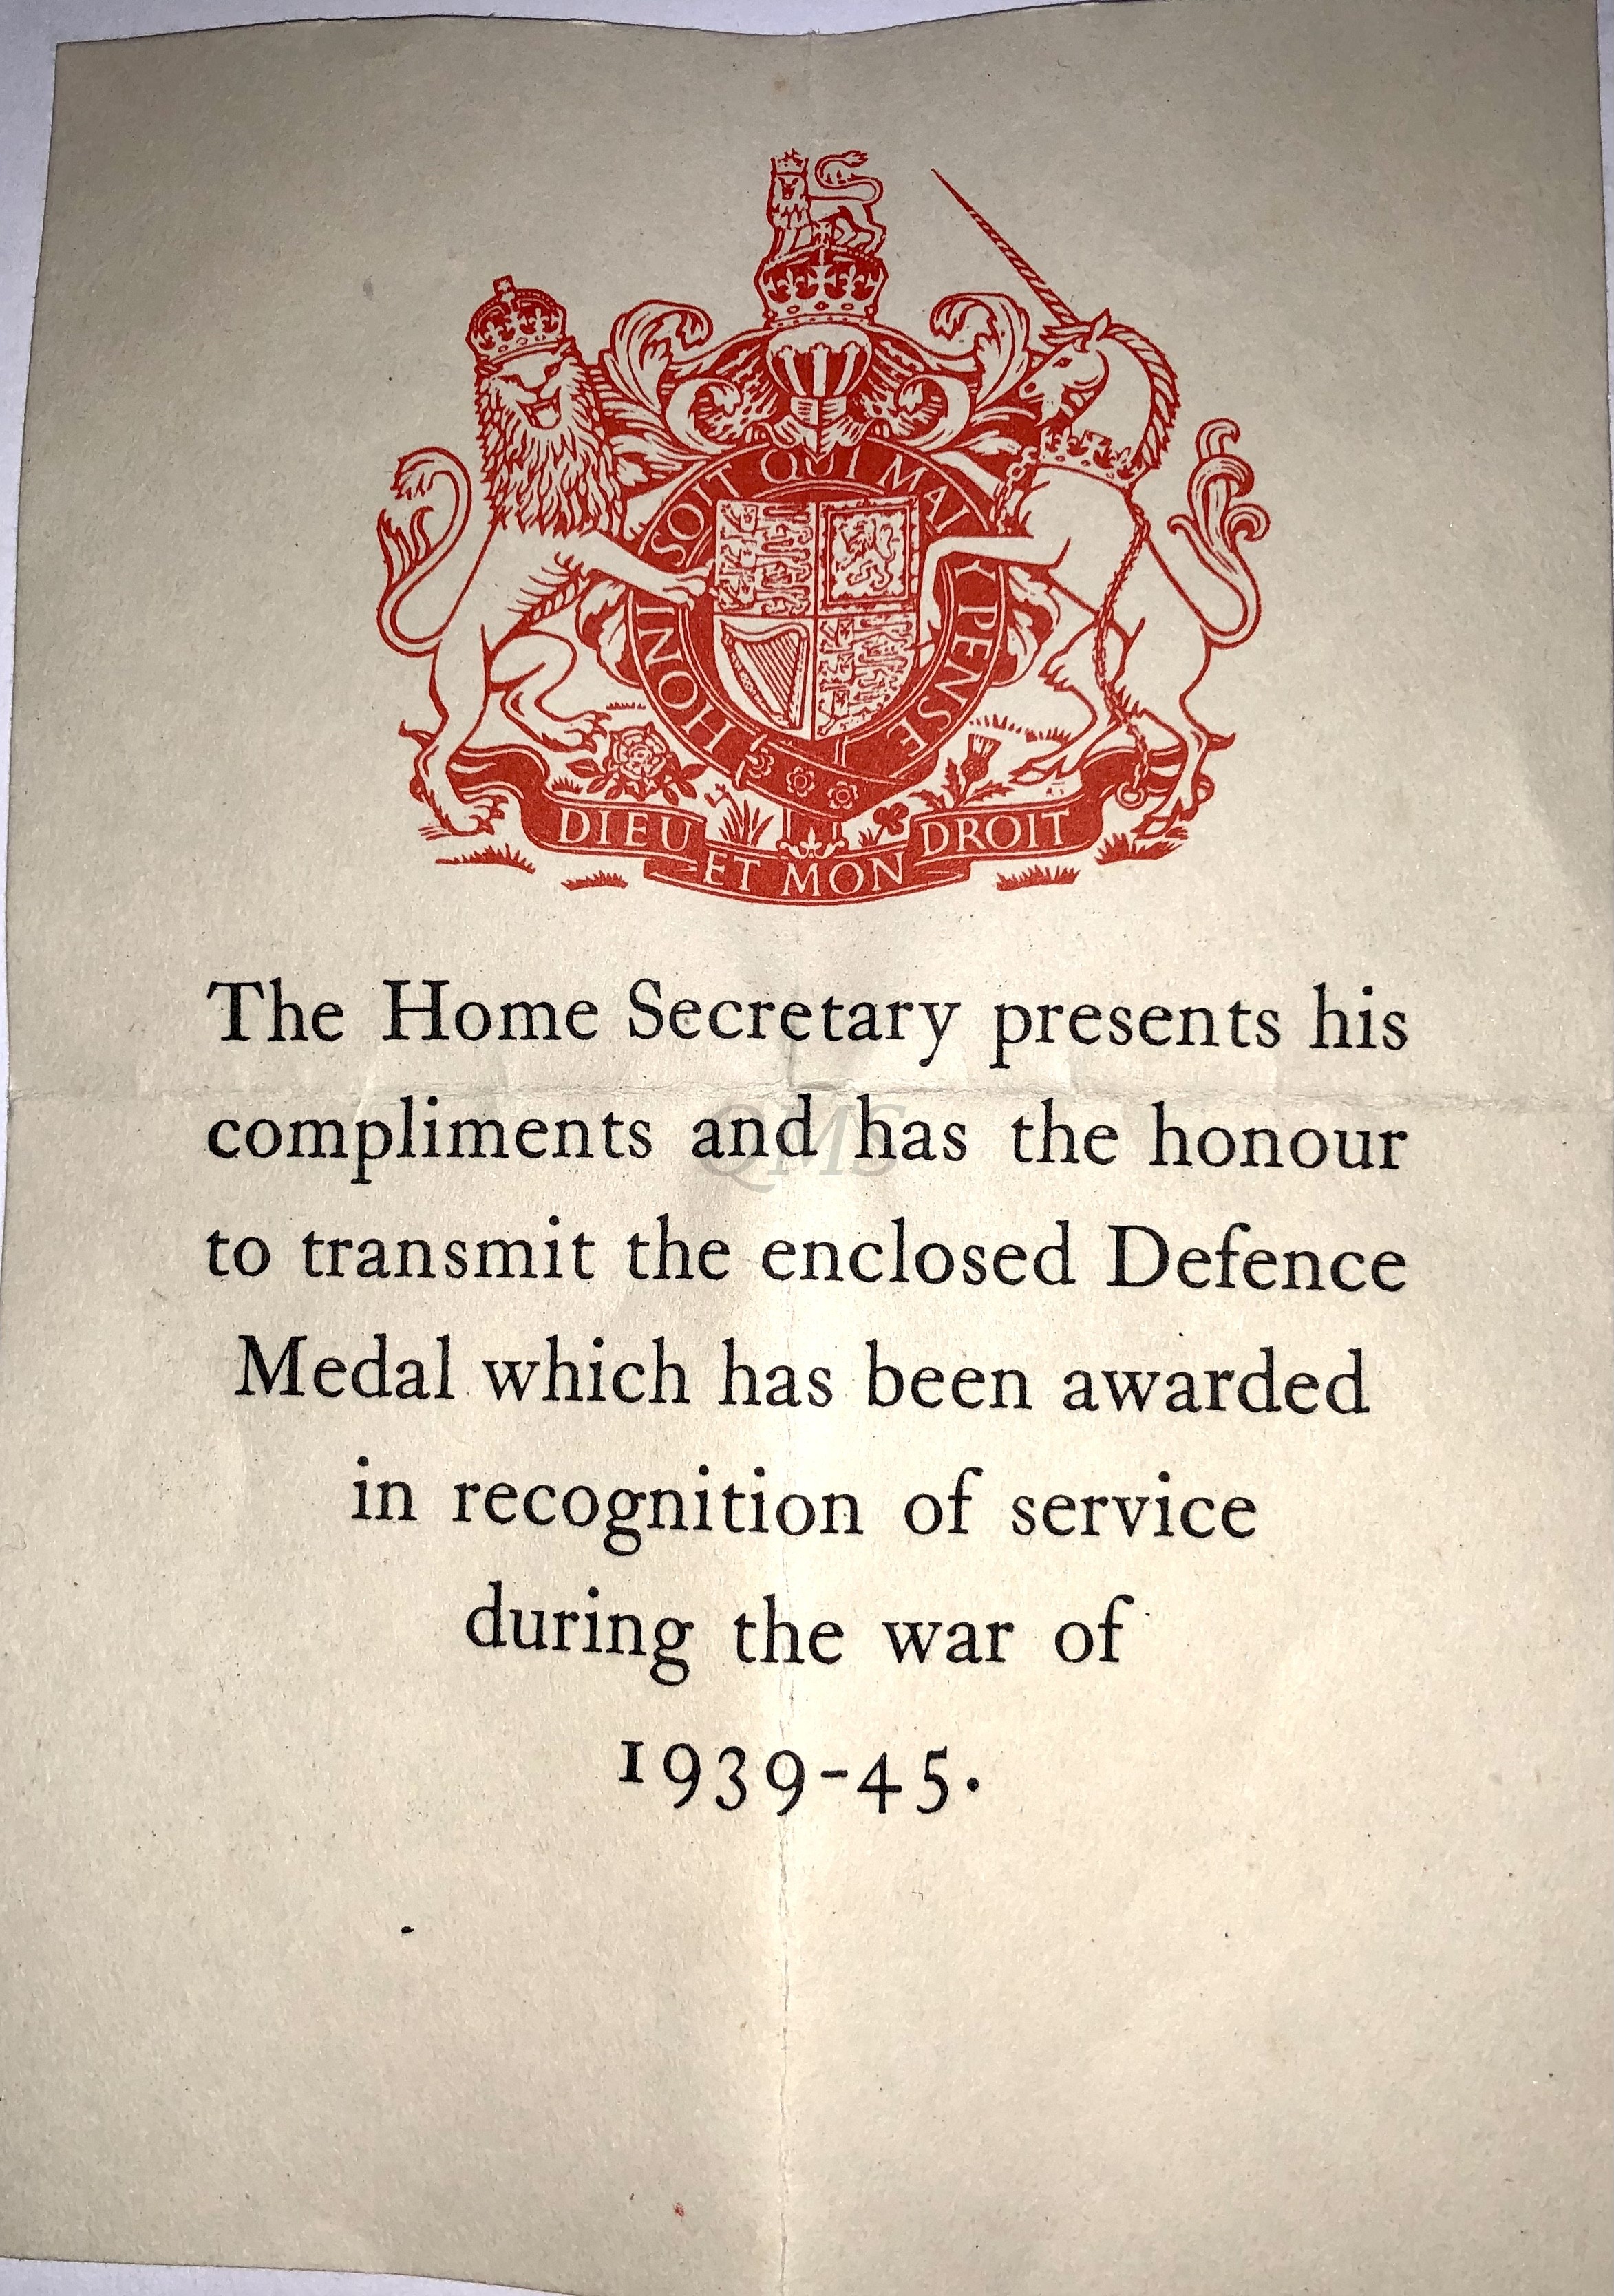 HONI SOIT QUI MAL Y PENSE
DIEU ET MON DROIT
The Home Secretary presents his
compliments and has the honour
to transmit the enclosed Defence
Medal which has been awarded
in recognition of service
during the war of
1939-45.
QMS